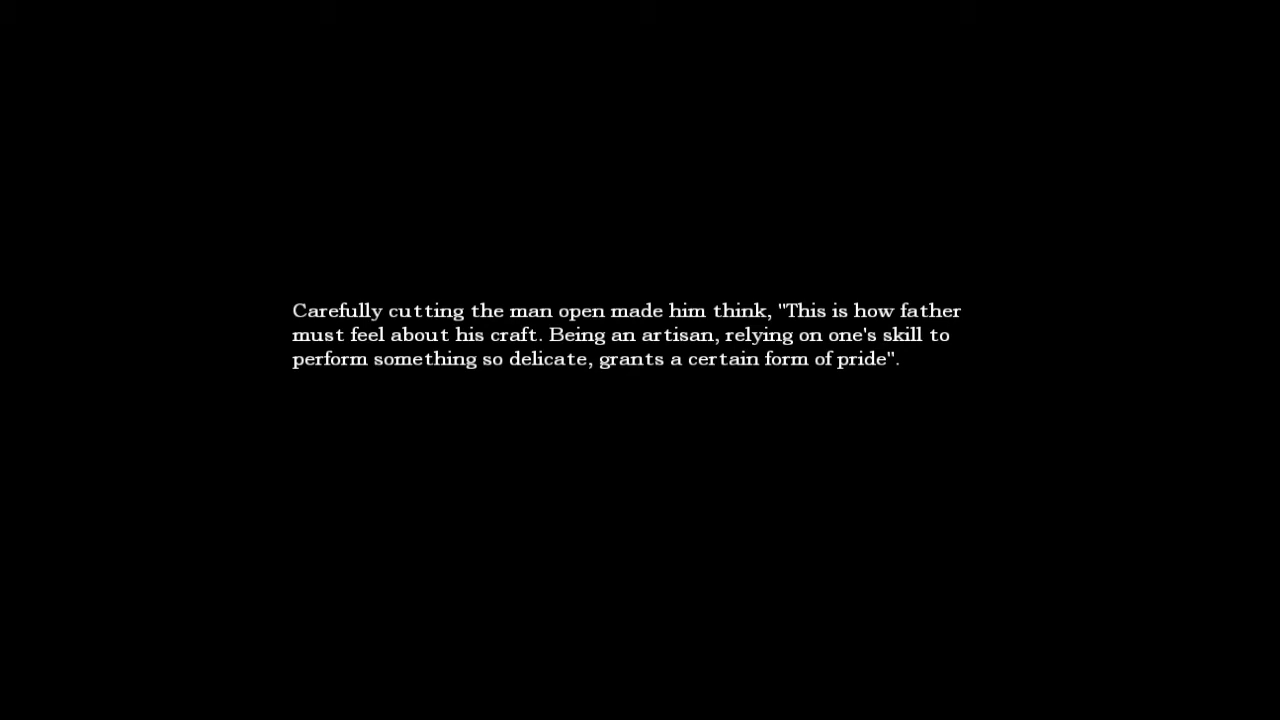 Carefully cutting the man open made him think, "This is how father
must feel about his craft. Being an artisan, relying on one's skill to
perform something so delicate, grants a certain form of pride".